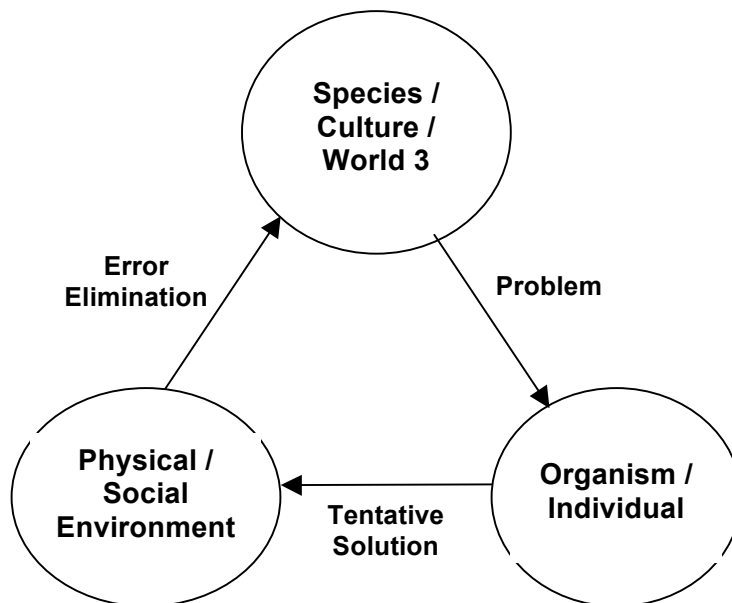 Species /
Culture /
World 3
Error
Elimination
Problem
Physical /
Social
Environment
Tentative
Solution
Organism /
Individual